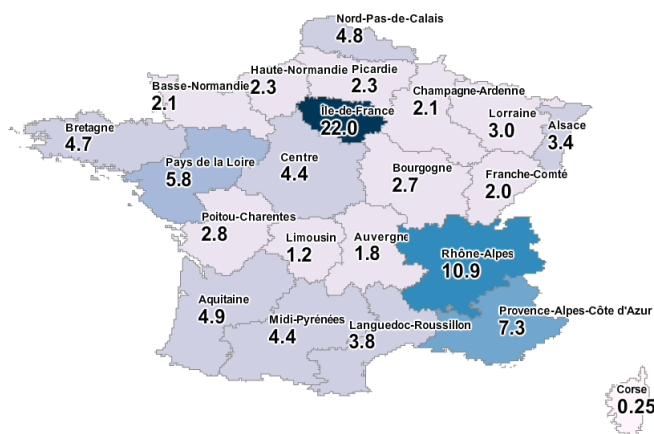 Nord-Pas-de-Calais
4.8
Haute-Normandie
2.3
Picardie
2.3
Basse-Normandie
2.1
Champagne-Ardenne
2.1
Île-de-France
22.0
Lorraine
3.0
Alsace
3.4
Bretagne
4.7
Pays de la Loire
5.8
Centre
4.4
Bourgogne
2.7
Franche-Comté
2.0
Poitou-Charentes
2.8
Limousin
1.2
Auvergne
1.8
Rhône-Alpes
10.9
Aquitaine
4.9
Midi-Pyrénées
4.4
Languedoc-Roussillon
3.8
Provence-Alpes-Côte d'Azur
7.3
Corse
0.25